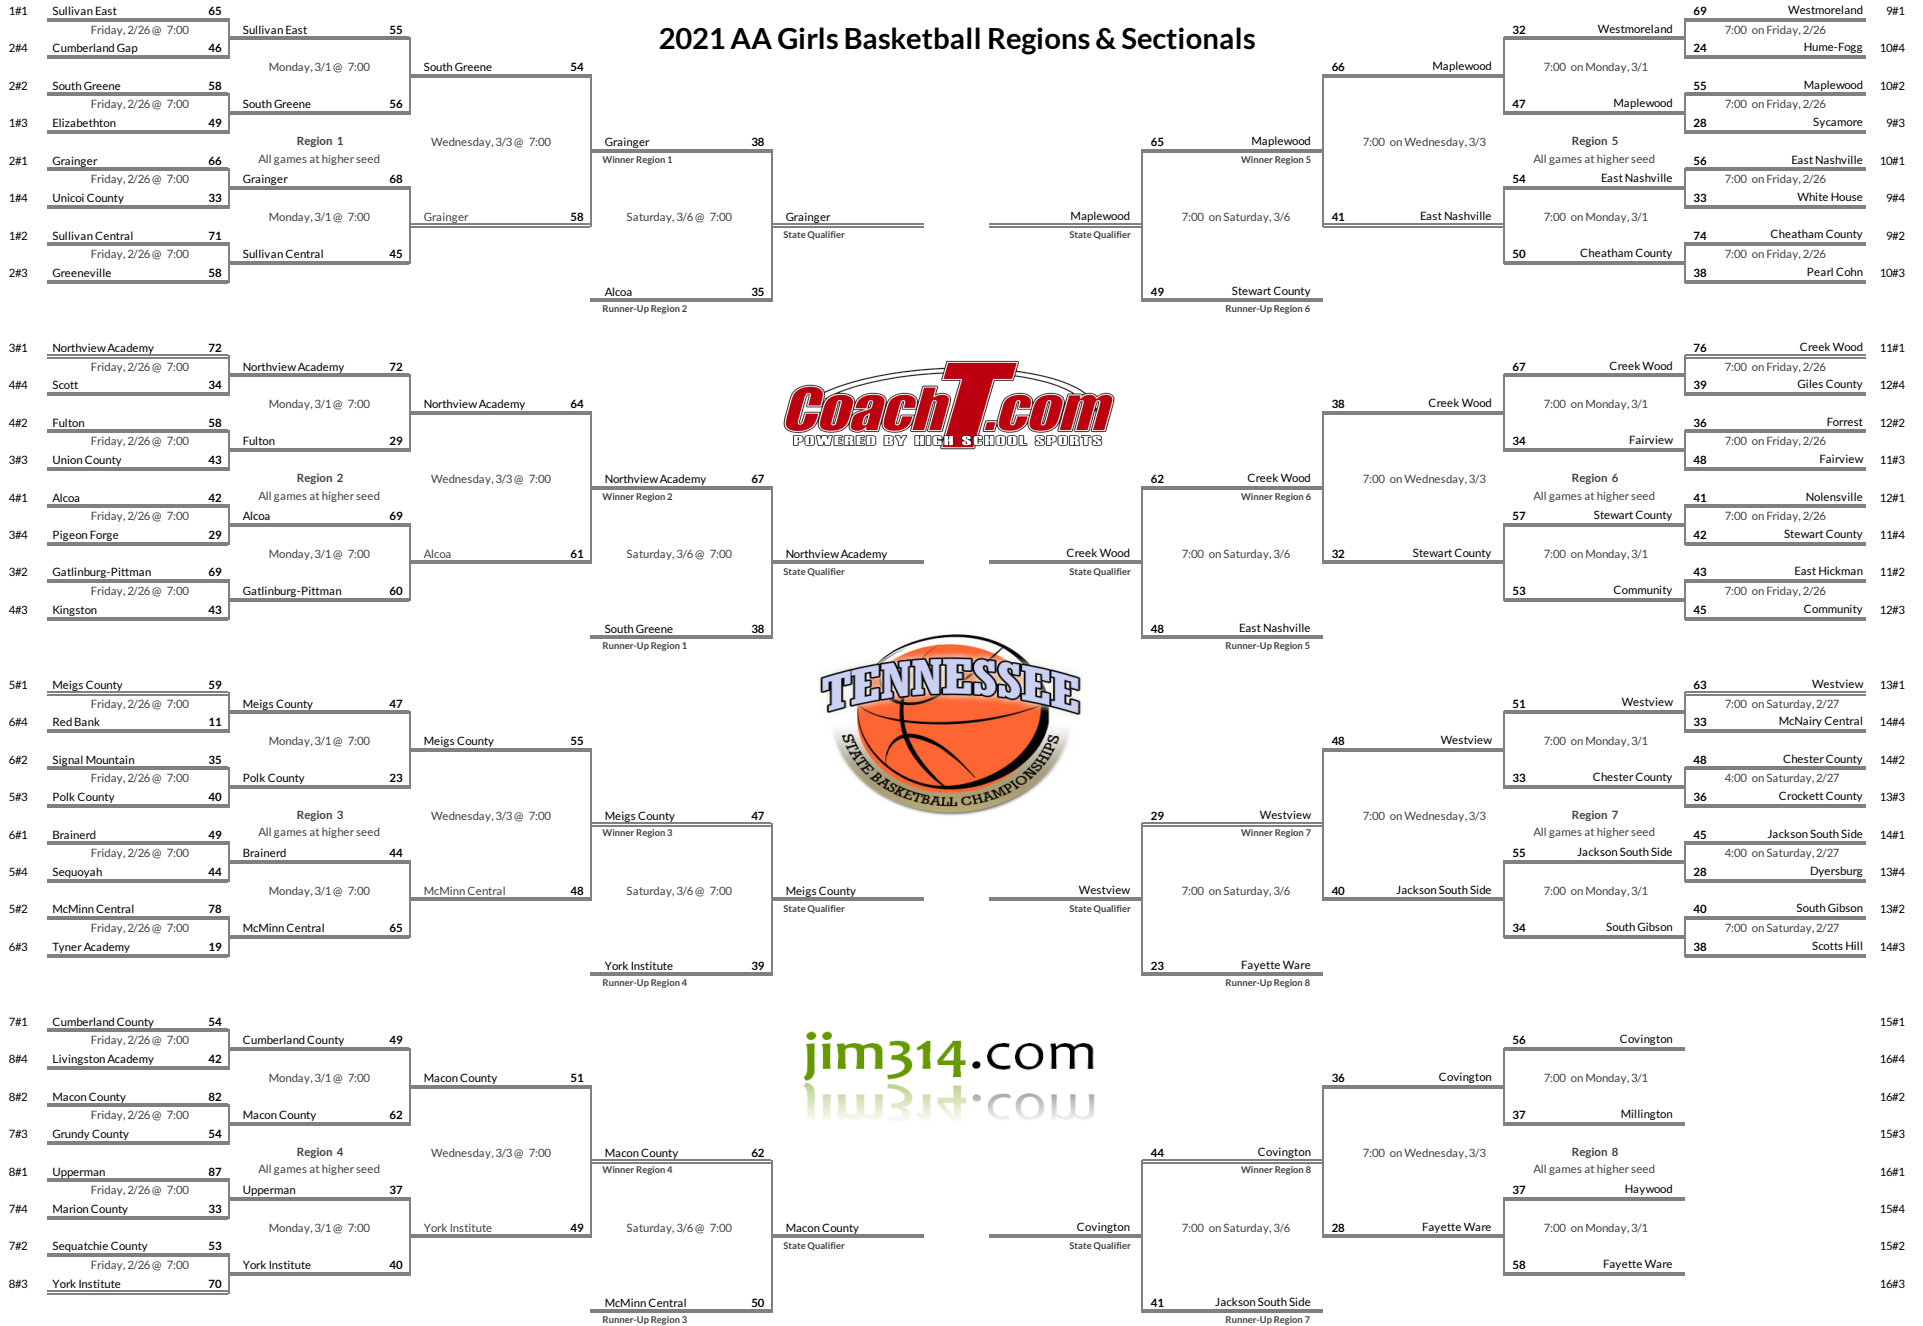 2021 AA Girls Basketball Regions & Sectionals
1#1 Sullivan East 65
Friday, 2/26 @ 7:00
2#4 Cumberland Gap 46
2#2 South Greene 58
Friday, 2/26 @ 7:00
1#3 Elizabethton 49
2#1 Grainger 66
Friday, 2/26 @ 7:00
1#4 Unicoi County 33
1#2 Sullivan Central 71
Friday, 2/26 @ 7:00
2#3 Greeneville 58
Sullivan East 55
Monday, 3/1 @ 7:00
South Greene 56
Region 1
All games at higher seed
Grainger 68
Monday, 3/1 @ 7:00
Sullivan Central 45
South Greene 54
Wednesday, 3/3 @ 7:00
Grainger 58
Grainger 38
Winner Region 1
Saturday, 3/6 @ 7:00
Alcoa 35
Runner-Up Region 2
Grainger
State Qualifier
3#1 Northview Academy 72
Friday, 2/26 @ 7:00
4#4 Scott 34
4#2 Fulton 58
Friday, 2/26 @ 7:00
3#3 Union County 43
4#1 Alcoa 42
Friday, 2/26 @ 7:00
3#4 Pigeon Forge 29
3#2 Gatlinburg-Pittman 69
Friday, 2/26 @ 7:00
4#3 Kingston 43
Northview Academy 72
Monday, 3/1 @ 7:00
Fulton 29
Region 2
All games at higher seed
Alcoa 69
Monday, 3/1 @ 7:00
Gatlinburg-Pittman 60
Northview Academy 64
Wednesday, 3/3 @ 7:00
Alcoa 61
Northview Academy 67
Winner Region 2
Saturday, 3/6 @ 7:00
South Greene 38
Runner-Up Region 1
Northview Academy
State Qualifier
5#1 Meigs County 59
Friday, 2/26 @ 7:00
6#4 Red Bank 11
6#2 Signal Mountain 35
Friday, 2/26 @ 7:00
5#3 Polk County 40
6#1 Brainerd 49
Friday, 2/26 @ 7:00
5#4 Sequoyah 44
5#2 McMinn Central 78
Friday, 2/26 @ 7:00
6#3 Tyner Academy 19
Meigs County 47
Monday, 3/1 @ 7:00
Polk County 23
Region 3
All games at higher seed
Brainerd 44
Monday, 3/1 @ 7:00
McMinn Central 65
Meigs County 55
Wednesday, 3/3 @ 7:00
McMinn Central 48
Meigs County 47
Winner Region 3
Saturday, 3/6 @ 7:00
York Institute 39
Runner-Up Region 4
Meigs County
State Qualifier
7#1 Cumberland County 54
Friday, 2/26 @ 7:00
8#4 Livingston Academy 42
8#2 Macon County 82
Friday, 2/26 @ 7:00
7#3 Grundy County 54
8#1 Upperman 87
Friday, 2/26 @ 7:00
7#4 Marion County 33
7#2 Sequatchie County 53
Friday, 2/26 @ 7:00
8#3 York Institute 70
Cumberland County 49
Monday, 3/1 @ 7:00
Macon County 62
Region 4
All games at higher seed
Upperman 37
Monday, 3/1 @ 7:00
York Institute 40
Macon County 51
Wednesday, 3/3 @ 7:00
York Institute 49
Macon County 62
Winner Region 4
Saturday, 3/6 @ 7:00
McMinn Central 50
Runner-Up Region 3
Macon County
State Qualifier
CoachT.com
POWERED BY HIGH SCHOOL SPORTS
TENNESSEE
STATE BASKETBALL CHAMPIONSHIPS
jim314.com
jim314.com
Maplewood
State Qualifier
65 Maplewood
Winner Region 5
7:00 on Saturday, 3/6
49 Stewart County
Runner-Up Region 6
66 Maplewood
7:00 on Wednesday, 3/3
41 East Nashville
32 Westmoreland
7:00 on Monday, 3/1
47 Maplewood
Region 5
All games at higher seed
54 East Nashville
7:00 on Monday, 3/1
50 Cheatham County
69 Westmoreland 9#1
7:00 on Friday, 2/26
24 Hume-Fogg 10#4
55 Maplewood 10#2
7:00 on Friday, 2/26
28 Sycamore 9#3
56 East Nashville 10#1
7:00 on Friday, 2/26
33 White House 9#4
74 Cheatham County 9#2
7:00 on Friday, 2/26
38 Pearl Cohn 10#3
Creek Wood
State Qualifier
62 Creek Wood
Winner Region 6
7:00 on Saturday, 3/6
48 East Nashville
Runner-Up Region 5
38 Creek Wood
7:00 on Wednesday, 3/3
32 Stewart County
67 Creek Wood
7:00 on Monday, 3/1
34 Fairview
Region 6
All games at higher seed
57 Stewart County
7:00 on Monday, 3/1
53 Community
76 Creek Wood 11#1
7:00 on Friday, 2/26
39 Giles County 12#4
36 Forrest 12#2
7:00 on Friday, 2/26
48 Fairview 11#3
41 Nolensville 12#1
7:00 on Friday, 2/26
42 Stewart County 11#4
43 East Hickman 11#2
7:00 on Friday, 2/26
45 Community 12#3
Westview
State Qualifier
29 Westview
Winner Region 7
7:00 on Saturday, 3/6
23 Fayette Ware
Runner-Up Region 8
48 Westview
7:00 on Wednesday, 3/3
40 Jackson South Side
51 Westview
7:00 on Monday, 3/1
33 Chester County
Region 7
All games at higher seed
55 Jackson South Side
7:00 on Monday, 3/1
34 South Gibson
63 Westview 13#1
7:00 on Saturday, 2/27
33 McNairy Central 14#4
48 Chester County 14#2
4:00 on Saturday, 2/27
36 Crockett County 13#3
45 Jackson South Side 14#1
4:00 on Saturday, 2/27
28 Dyersburg 13#4
40 South Gibson 13#2
7:00 on Saturday, 2/27
38 Scotts Hill 14#3
Covington
State Qualifier
44 Covington
Winner Region 8
7:00 on Saturday, 3/6
41 Jackson South Side
Runner-Up Region 7
36 Covington
7:00 on Wednesday, 3/3
28 Fayette Ware
56 Covington
7:00 on Monday, 3/1
37 Millington
Region 8
All games at higher seed
37 Haywood
7:00 on Monday, 3/1
58 Fayette Ware
15#1
16#4
16#2
15#3
16#1
15#4
15#2
16#3